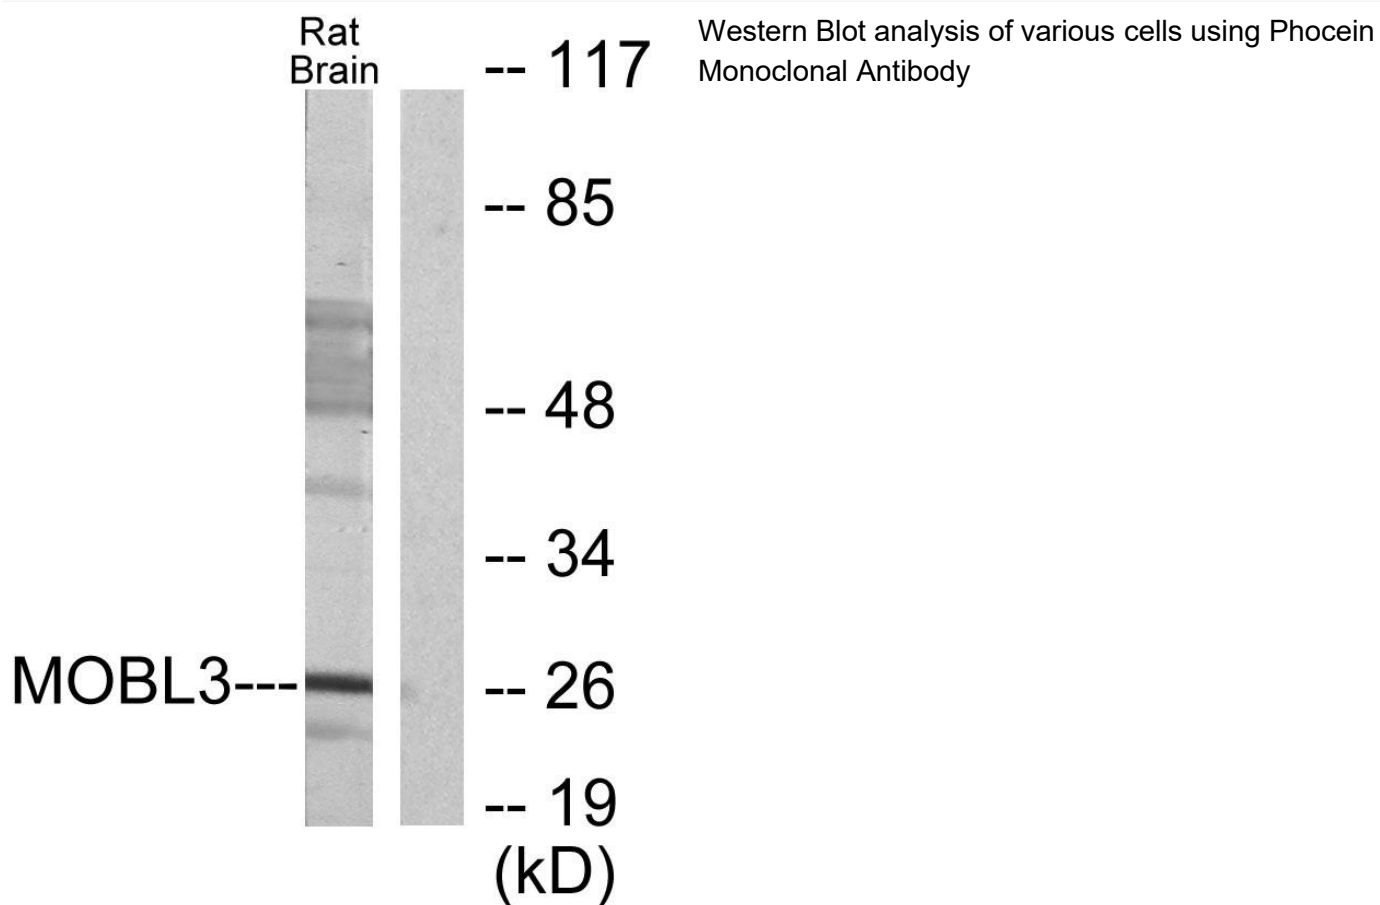 Rat
Brain
-- 117
-- 85
-- 48
-- 34
MOBL3---
-- 26
-- 19
(kD)
Western Blot analysis of various cells using Phocein
Monoclonal Antibody